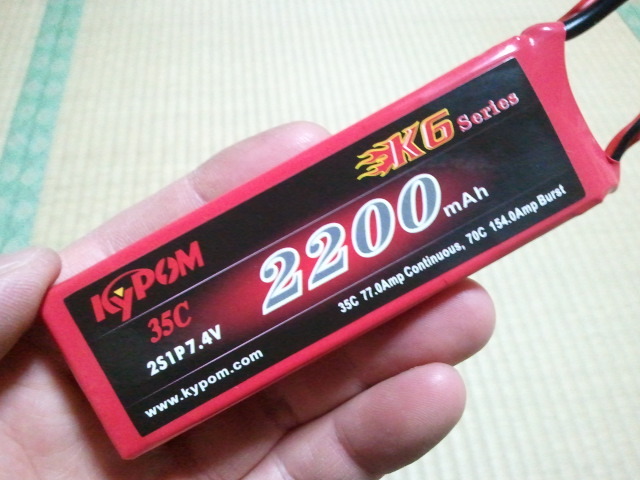 K6 Series
2200mAh
35C 77.0Amp Continuous, 70C 154.0Amp Burst
KYPOM
35C
2S1P7.4V
www.kypom.com